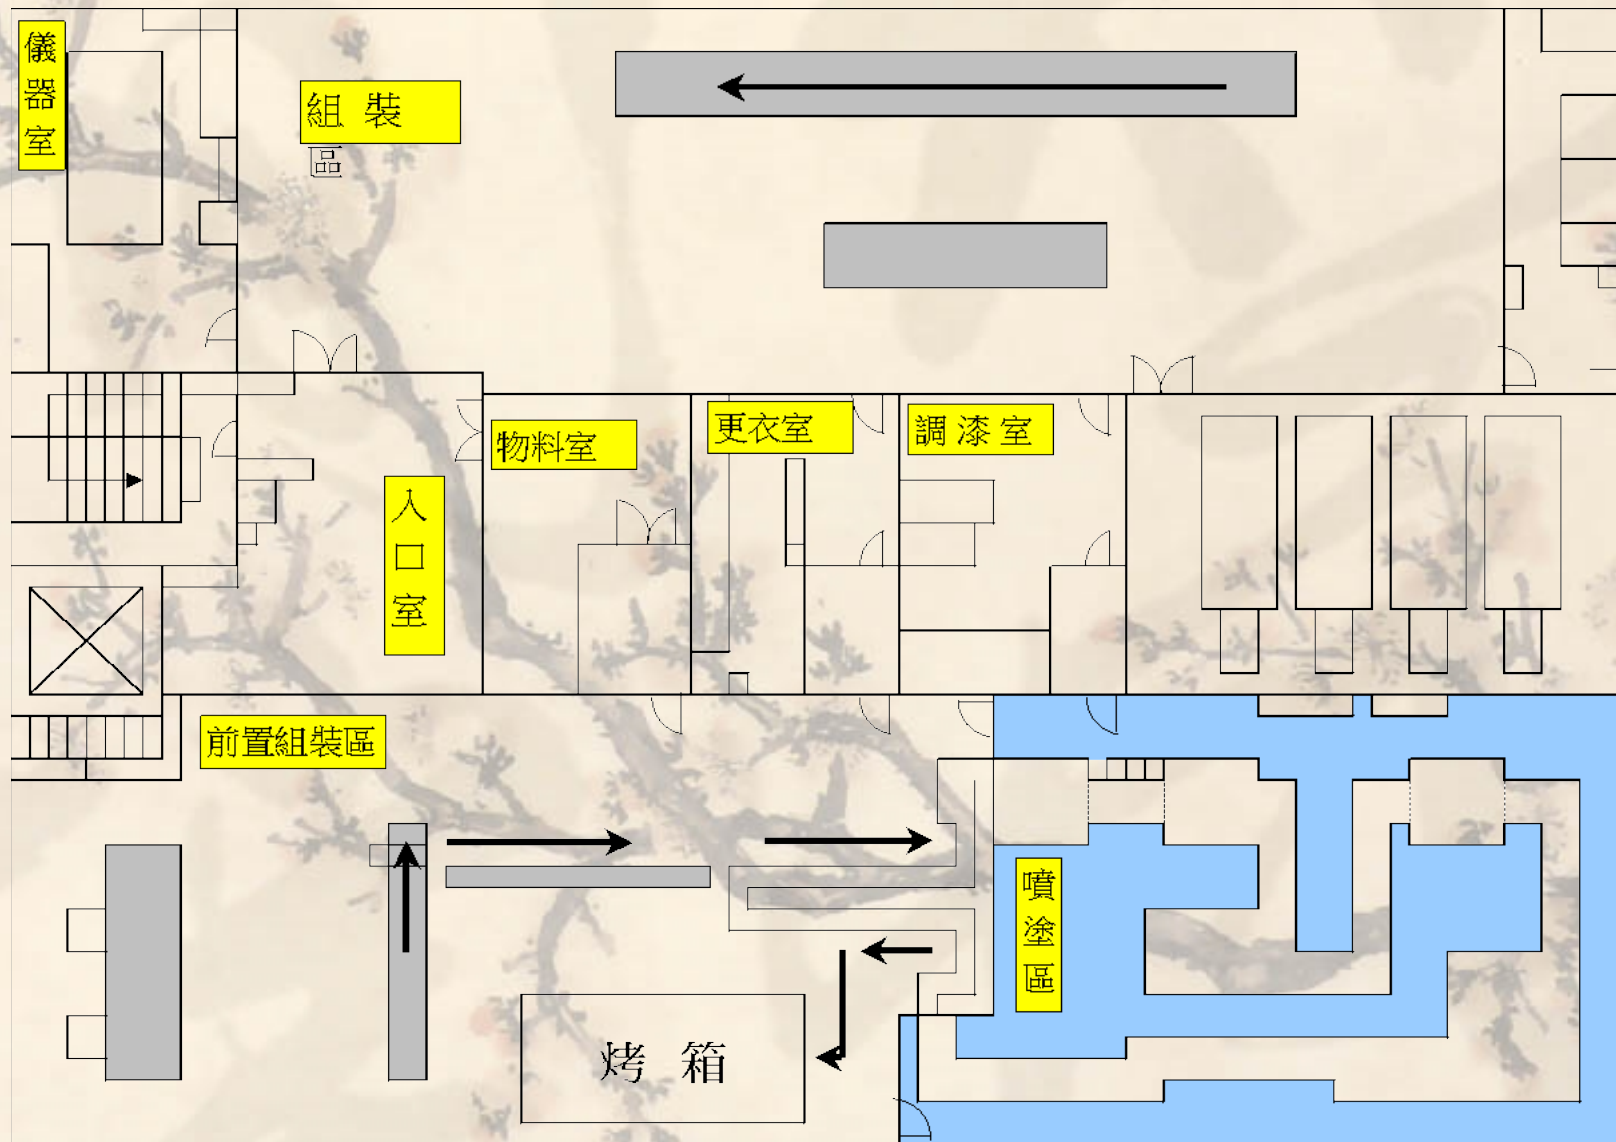 儀器室
組 裝
區
物料室
更衣室
調 漆 室
入口室
前置組裝區
噴塗區
烤 箱